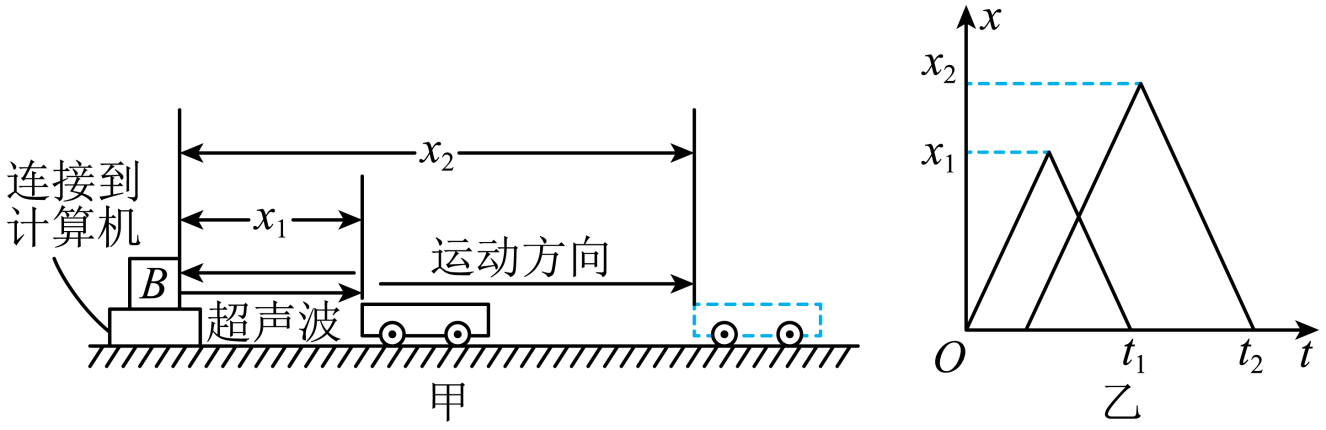 x₂
连接到
计算机
x₁
运动方向
B
超声波
甲
x
x₂
x₁
O
t₁
t₂
t
乙